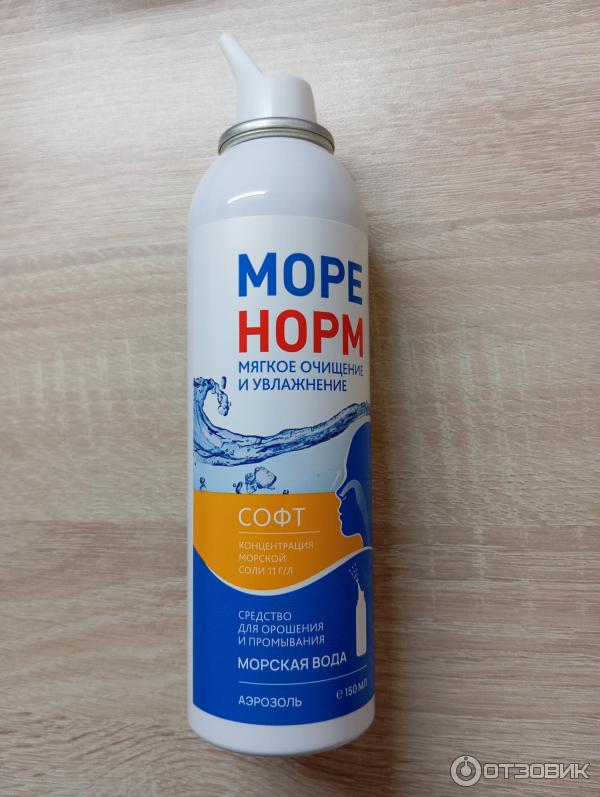 МОРЕ
НОРМ
МЯГКОЕ ОЧИЩЕНИЕ
И УВЛАЖНЕНИЕ
СОФТ
КОНЦЕНТРАЦИЯ
МОРСКОЙ
СОЛИ 11 Г/Л
СРЕДСТВО
ДЛЯ ОРОШЕНИЯ
И ПРОМЫВАНИЯ
МОРСКАЯ ВОДА
АЭРОЗОЛЬ ℮ 150 МЛ
ОТЗОВИК